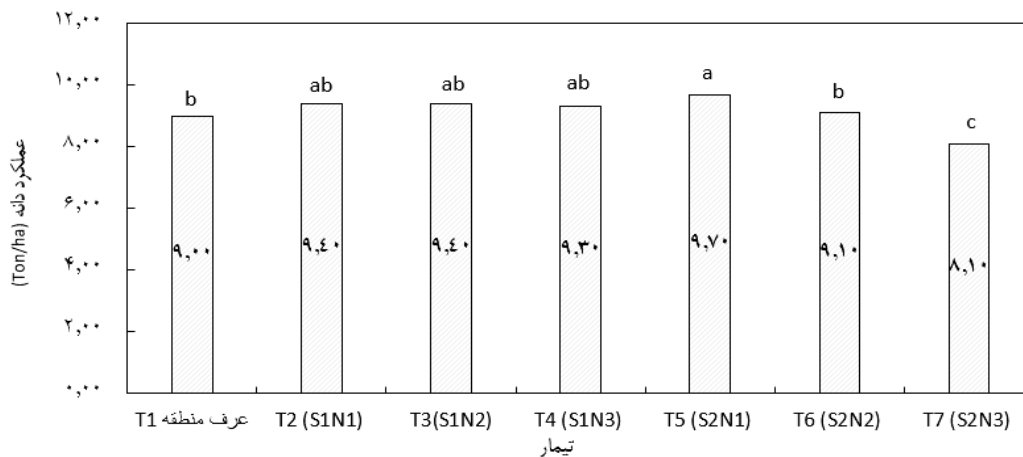 ۱۲,۰۰
۱۰,۰۰
۸,۰۰
۶,۰۰
۴,۰۰
۲,۰۰
۰,۰۰
عملکرد دانه (Ton/ha)
b ab ab ab a b c
۹,۰۰ ۹,٤۰ ۹,٤۰ ۹,۳۰ ۹,۷۰ ۹,۱۰ ۸,۱۰
T1 عرف منطقه T2 (S1N1) T3(S1N2) T4 (S1N3) T5 (S2N1) T6 (S2N2) T7 (S2N3)
تیمار